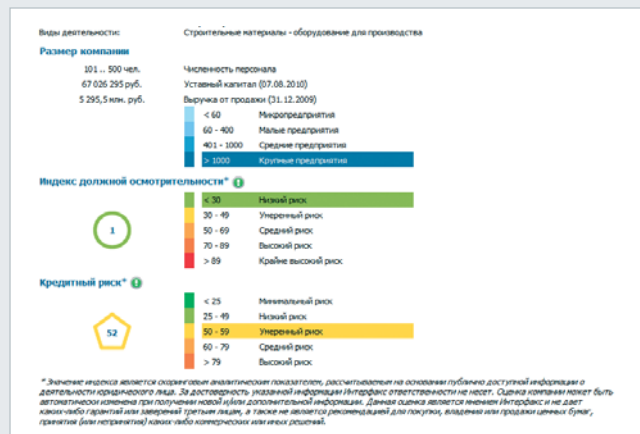 Виды деятельности: Строительные материалы - оборудование для производства
Размер компании
101 .. 500 чел. Численность персонала
67 026 295 руб. Уставный капитал (07.08.2010)
5 295,5 млн. руб. Выручка от продажи (31.12.2009)
< 60 Микропредприятия
60 - 400 Малые предприятия
401 - 1000 Средние предприятия
> 1000 Крупные предприятия
Индекс должной осмотрительности* !
< 30 Низкий риск
30 - 49 Умеренный риск
1 50 - 69 Средний риск
70 - 89 Высокий риск
> 89 Крайне высокий риск
Кредитный риск* !
< 25 Минимальный риск
25 - 49 Низкий риск
52 50 - 59 Умеренный риск
60 - 79 Средний риск
> 79 Высокий риск
* Значение индекса является скоринговым аналитическим показателем, рассчитываемым на основании публично доступной информации о
деятельности юридического лица. За достоверность указанной информации Интерфакс ответственности не несет. Оценка компании может быть
автоматически изменена при получении новой и/или дополнительной информации. Данная оценка является мнением Интерфакс и не дает
каких-либо гарантий или заверений третьим лицам, а также не является рекомендацией для покупки, владения или продажи ценных бумаг,
принятия (или непринятия) каких-либо коммерческих или иных решений.